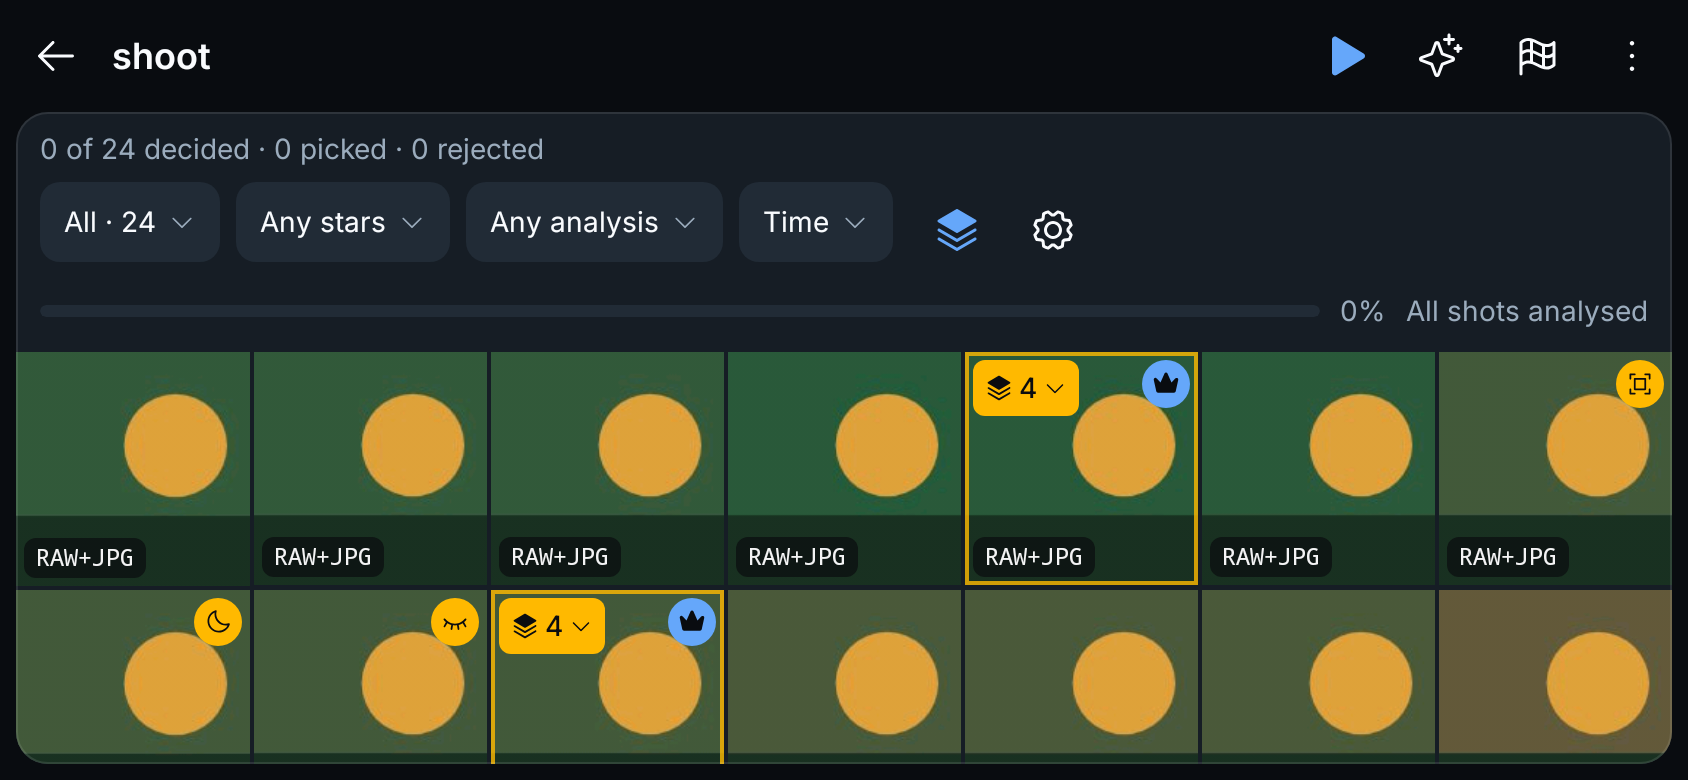 shoot
0 of 24 decided · 0 picked · 0 rejected
All · 24 Any stars Any analysis Time
0% All shots analysed
4
RAW+JPG RAW+JPG RAW+JPG RAW+JPG RAW+JPG RAW+JPG RAW+JPG
4